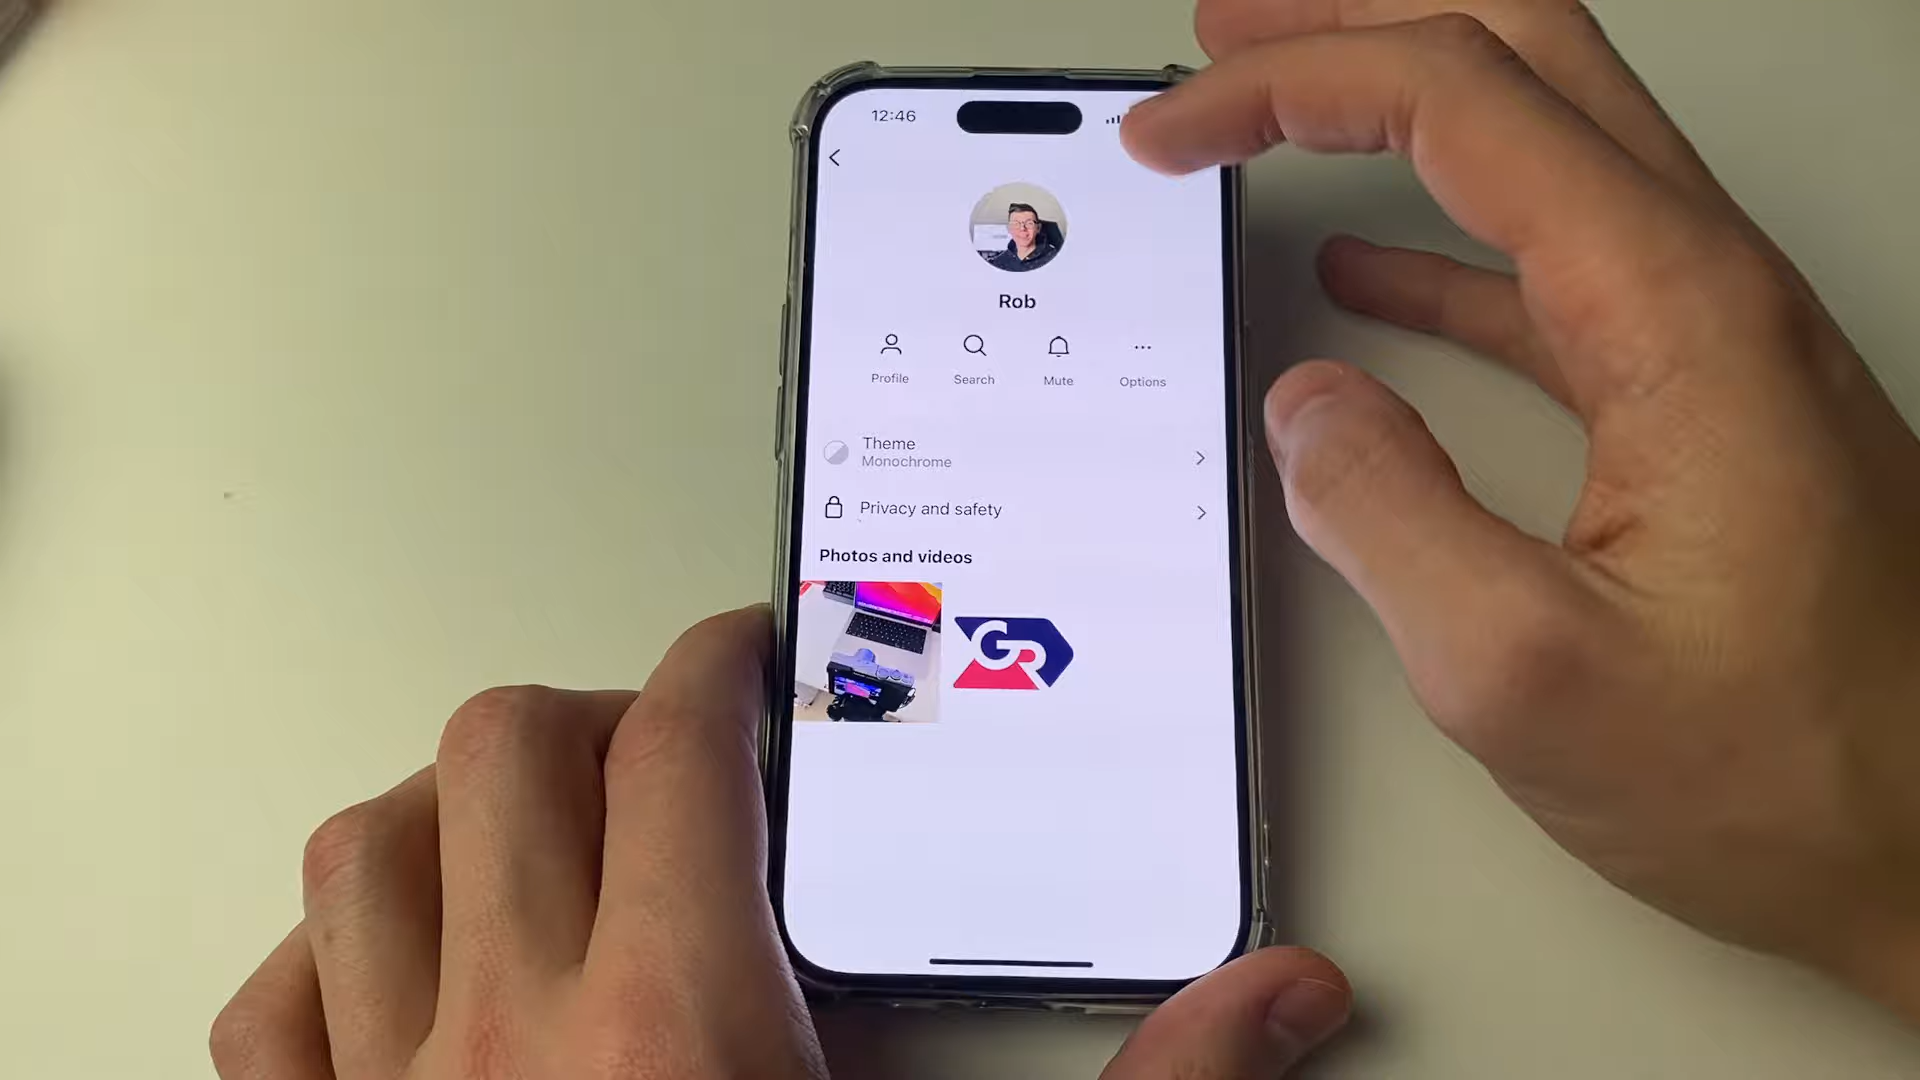 12:46
Rob
Profile
Search
Mute
Options
Theme
Monochrome
Privacy and safety
Photos and videos
GR